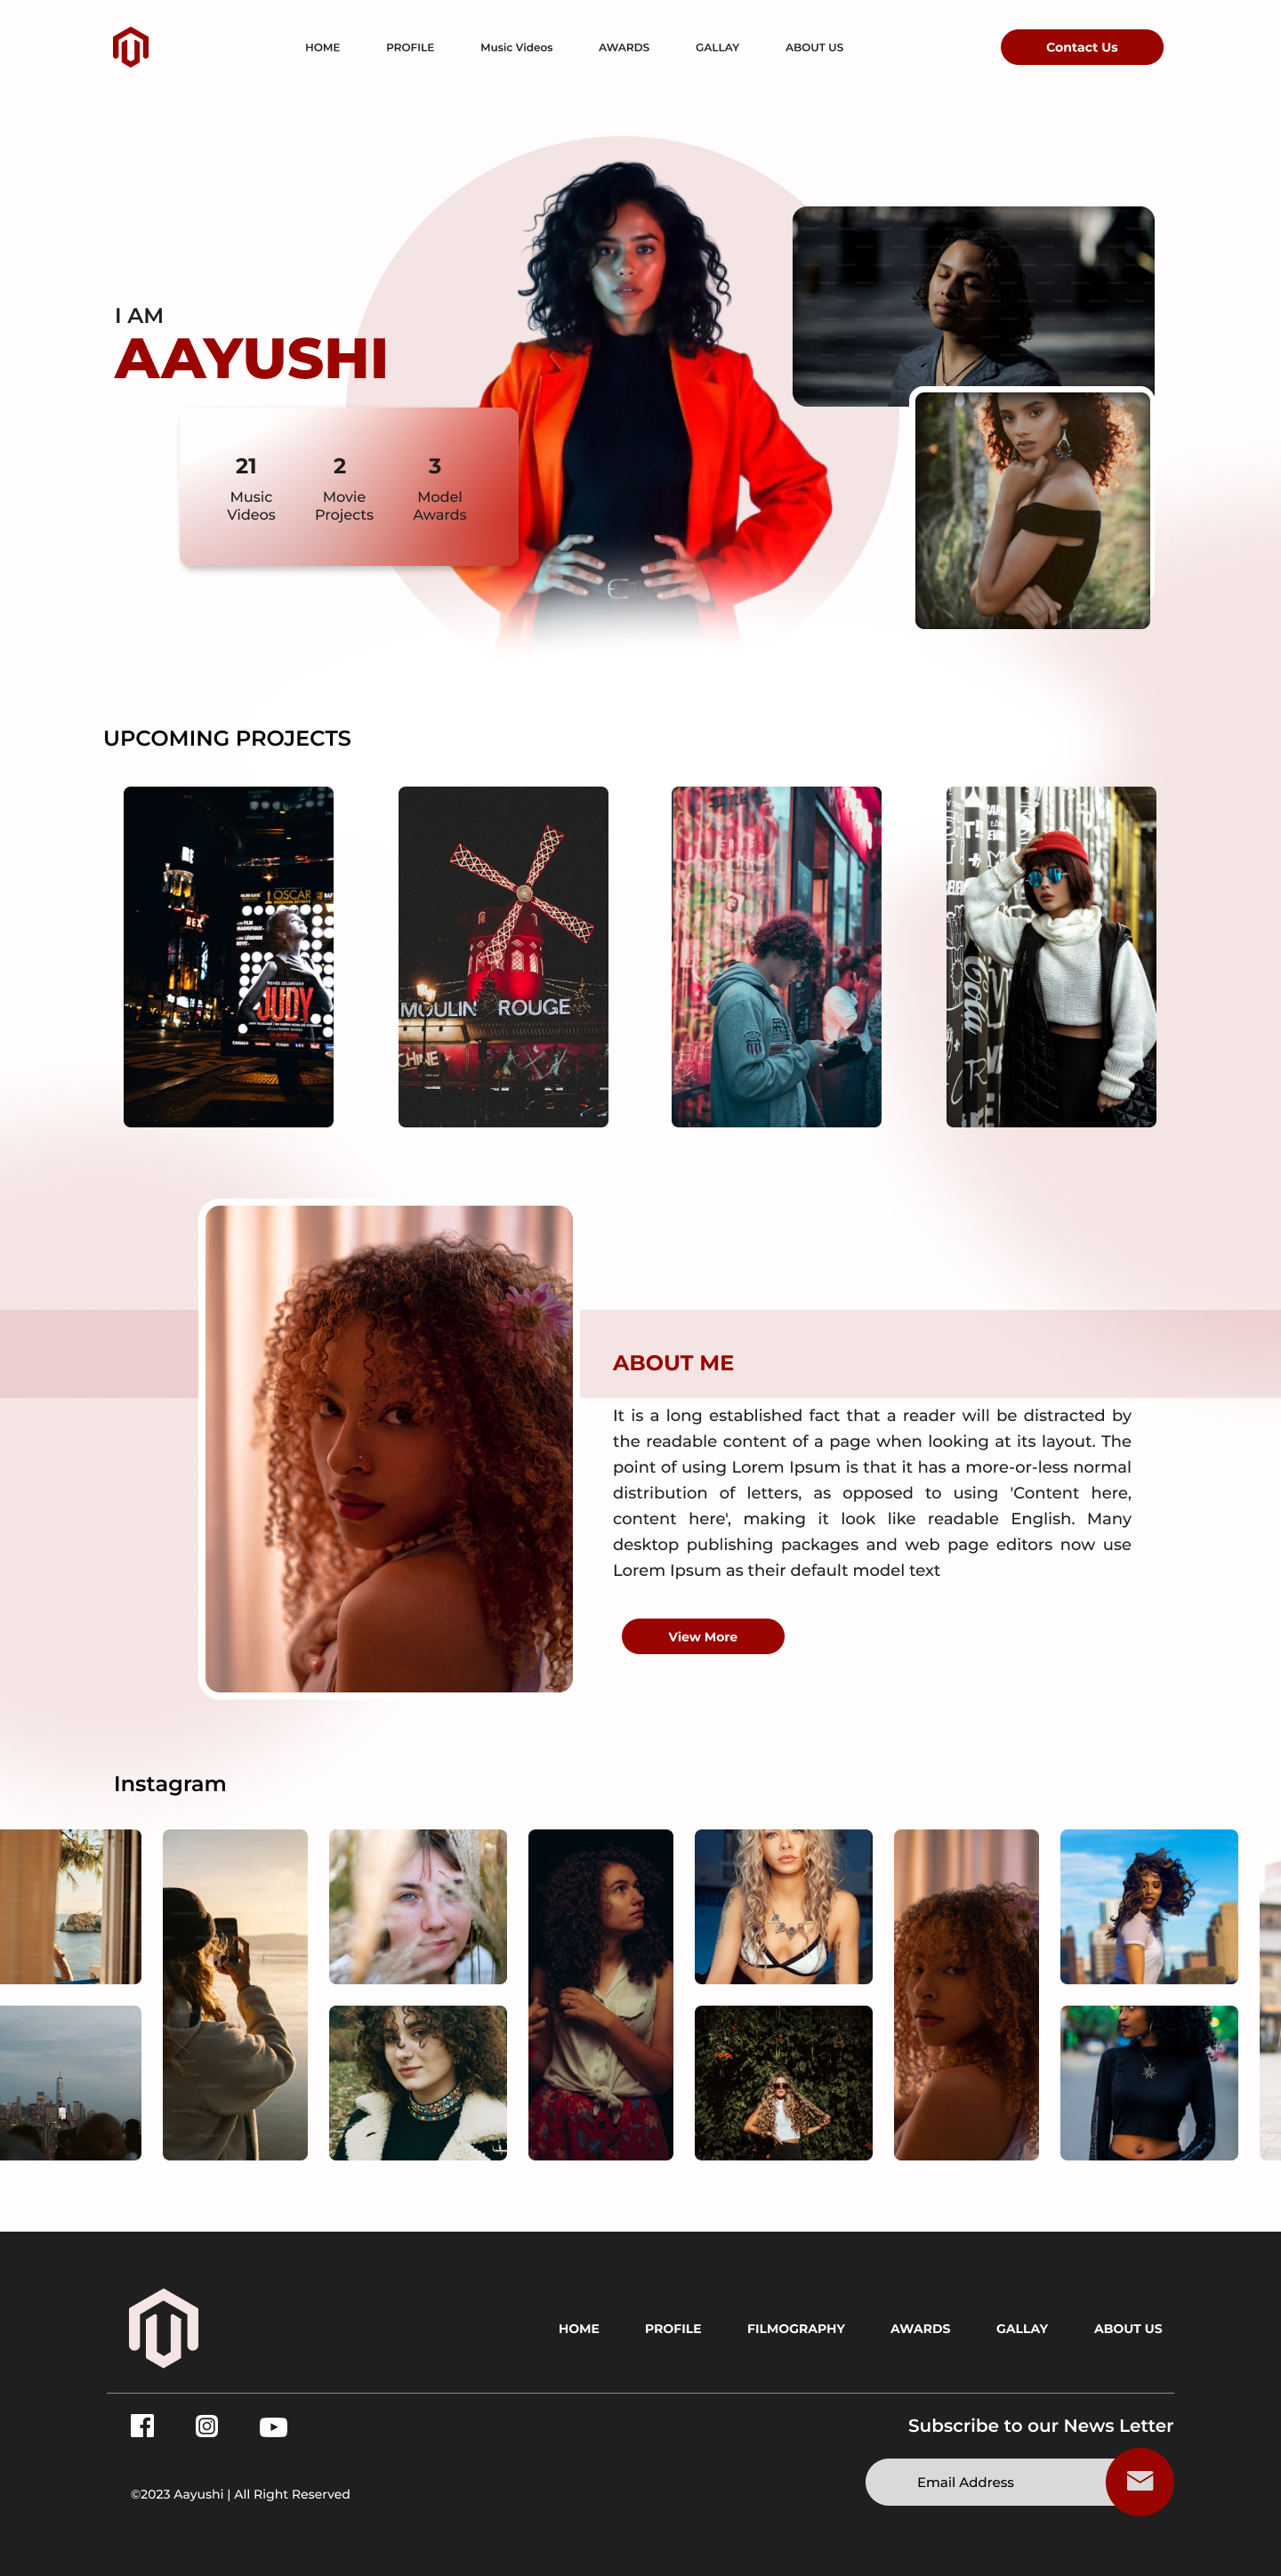 HOME PROFILE Music Videos AWARDS GALLAY ABOUT US Contact Us
I AM
AAYUSHI
21 2 3
Music Movie Model
Videos Projects Awards
UPCOMING PROJECTS
REX
OSCAR
JUDY
MOULIN ROUGE
ABOUT ME
It is a long established fact that a reader will be distracted by
the readable content of a page when looking at its layout. The
point of using Lorem Ipsum is that it has a more-or-less normal
distribution of letters, as opposed to using 'Content here,
content here', making it look like readable English. Many
desktop publishing packages and web page editors now use
Lorem Ipsum as their default model text
View More
Instagram
HOME PROFILE FILMOGRAPHY AWARDS GALLAY ABOUT US
Subscribe to our News Letter
Email Address
©2023 Aayushi | All Right Reserved